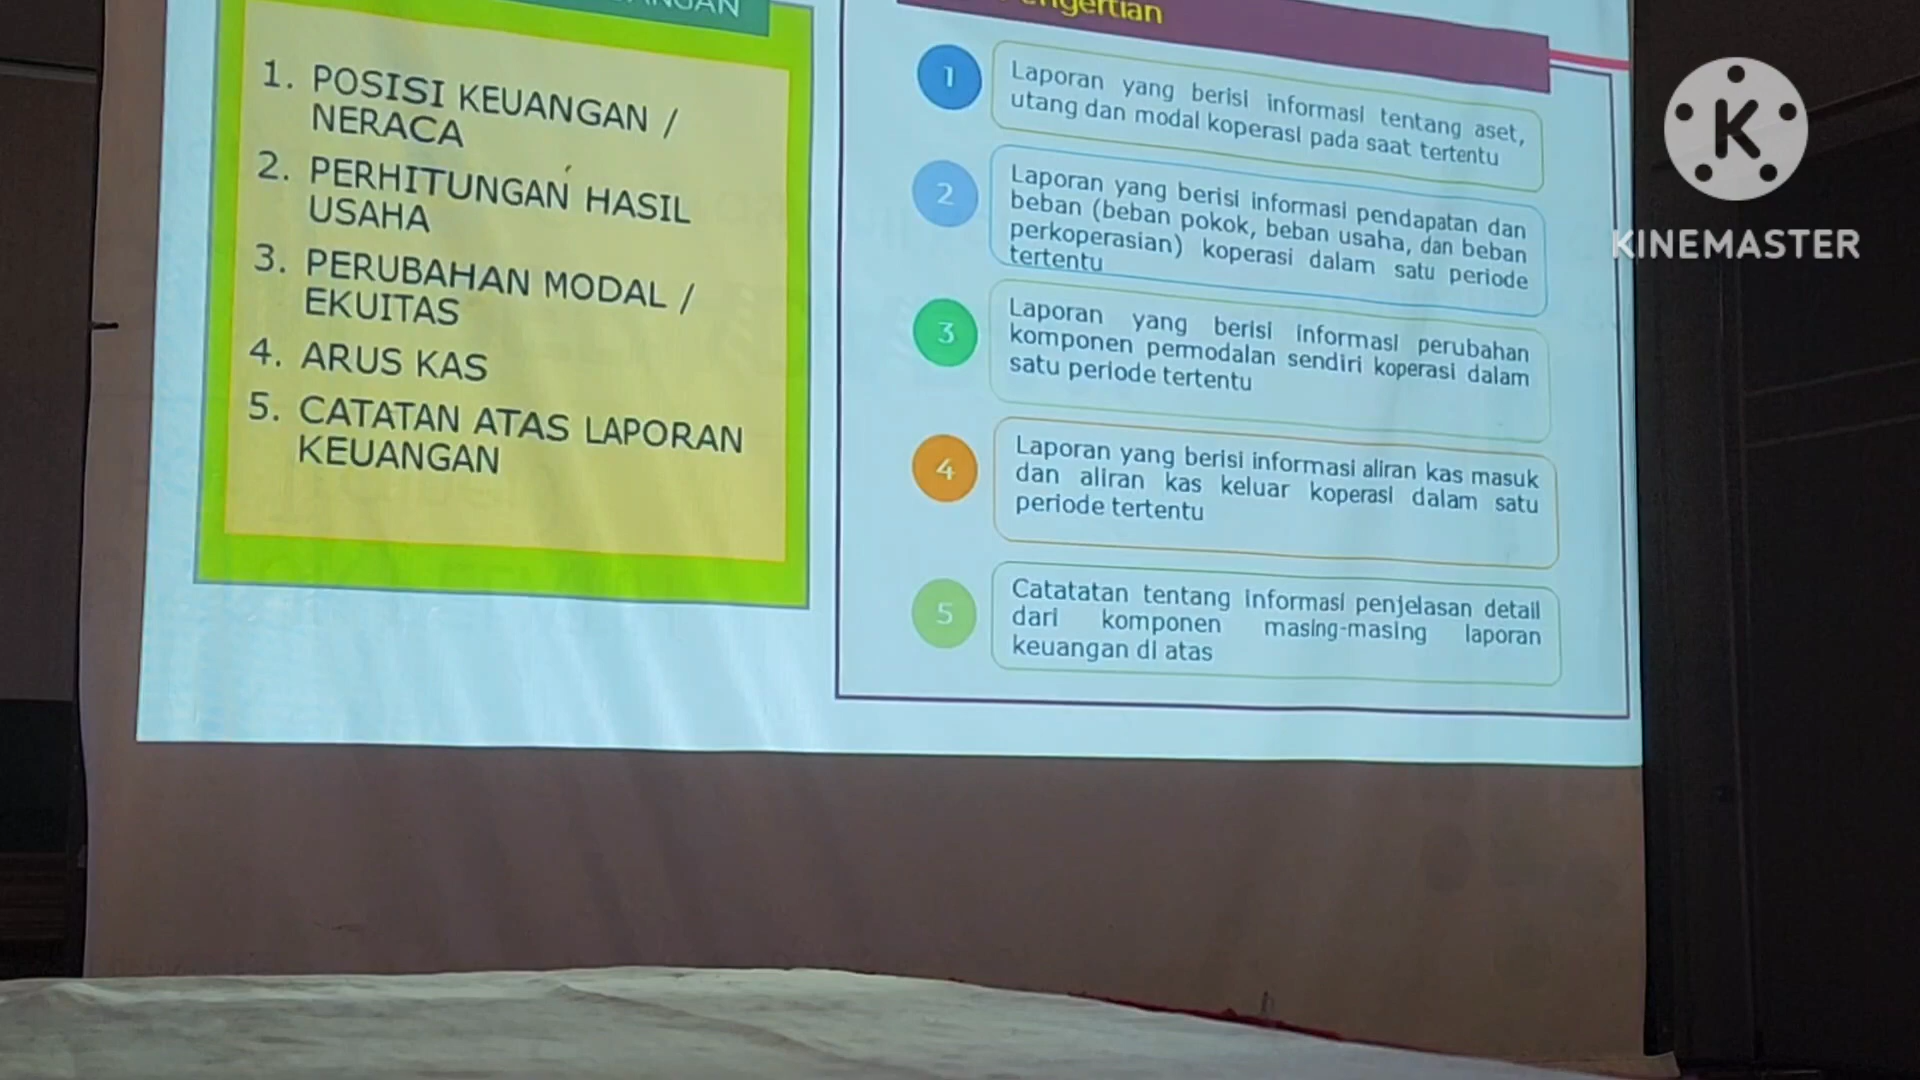 1. POSISI KEUANGAN /
NERACA
2. PERHITUNGAN HASIL
USAHA
3. PERUBAHAN MODAL /
EKUITAS
4. ARUS KAS
5. CATATAN ATAS LAPORAN
KEUANGAN
Pengertian
1
Laporan yang berisi informasi tentang aset,
utang dan modal koperasi pada saat tertentu
2
Laporan yang berisi informasi pendapatan dan
beban (beban pokok, beban usaha, dan beban
perkoperasian) koperasi dalam satu periode
tertentu
3
Laporan yang berisi informasi perubahan
komponen permodalan sendiri koperasi dalam
satu periode tertentu
4
Laporan yang berisi informasi aliran kas masuk
dan aliran kas keluar koperasi dalam satu
periode tertentu
5
Catatatan tentang informasi penjelasan detail
dari komponen masing-masing laporan
keuangan di atas
K
KINEMASTER